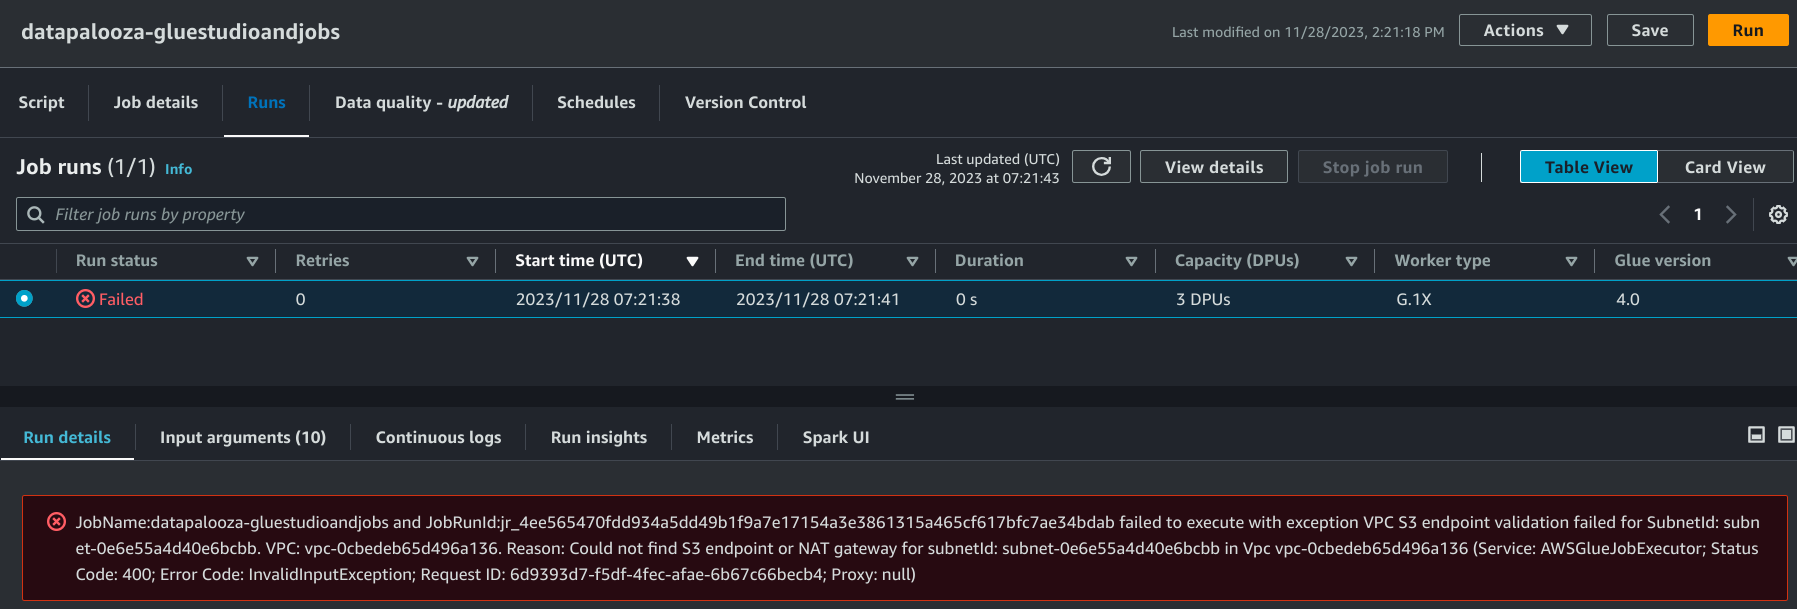 datapalooza-gluestudioandjobs
Last modified on 11/28/2023, 2:21:18 PM
Actions
Save
Run
Script
Job details
Runs
Data quality - updated
Schedules
Version Control
Job runs (1/1) Info
Last updated (UTC)
November 28, 2023 at 07:21:43
View details
Stop job run
Table View
Card View
Filter job runs by property
1
Run status
Retries
Start time (UTC)
End time (UTC)
Duration
Capacity (DPUs)
Worker type
Glue version
Failed
0
2023/11/28 07:21:38
2023/11/28 07:21:41
0 s
3 DPUs
G.1X
4.0
Run details
Input arguments (10)
Continuous logs
Run insights
Metrics
Spark UI
JobName:datapalooza-gluestudioandjobs and JobRunId:jr_4ee565470fdd934a5dd49b1f9a7e17154a3e3861315a465cf617bfc7ae34bdab failed to execute with exception VPC S3 endpoint validation failed for SubnetId: subn
et-0e6e55a4d40e6bcbb. VPC: vpc-0cbedeb65d496a136. Reason: Could not find S3 endpoint or NAT gateway for subnetId: subnet-0e6e55a4d40e6bcbb in Vpc vpc-0cbedeb65d496a136 (Service: AWSGlueJobExecutor; Status
Code: 400; Error Code: InvalidInputException; Request ID: 6d9393d7-f5df-4fec-afae-6b67c66becb4; Proxy: null)